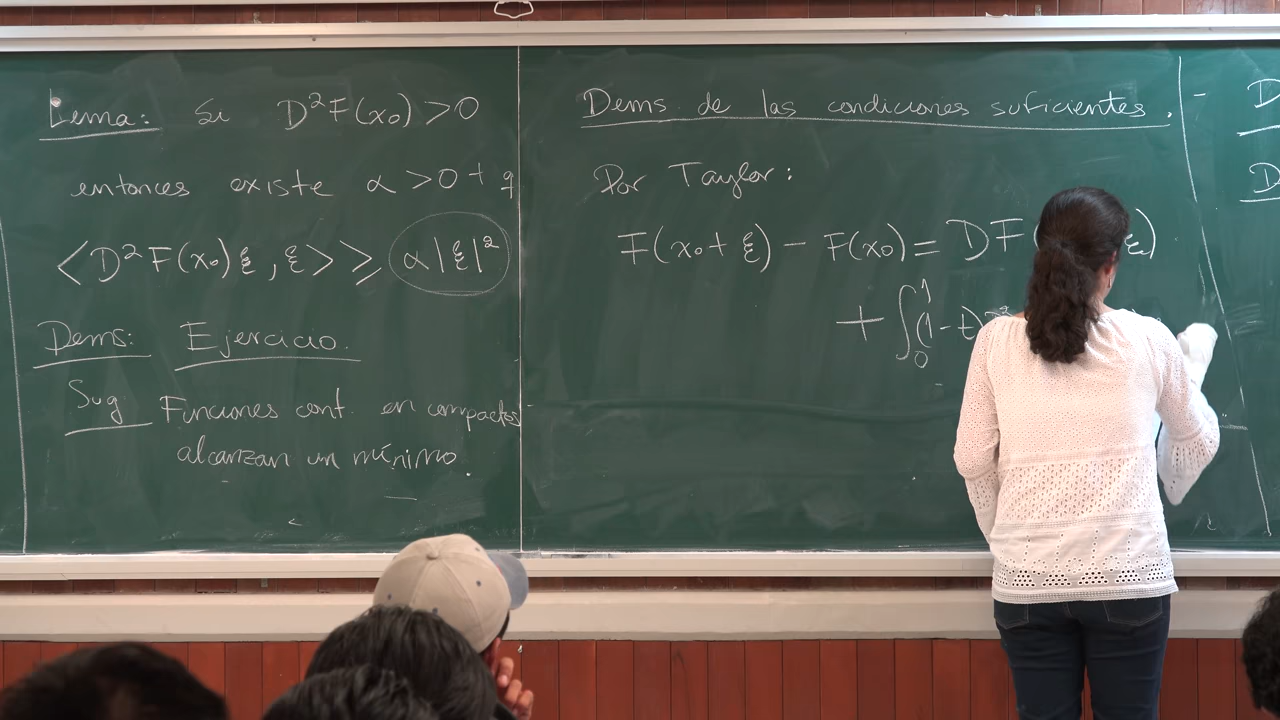 Lema: Si D²F(x₀) > 0
entonces existe α > 0 + q
<D²F(x₀)ξ, ξ> ≥ α|ξ|²
Dems: Ejercicio.
Sug Funciones cont. en compactos
alcanzan un mínimo
Dems. de las condiciones suficientes.
Por Taylor:
F(x₀ + ξ) - F(x₀) = DF( ξ)
+ ∫₀¹ (1 - t)D²
D
D